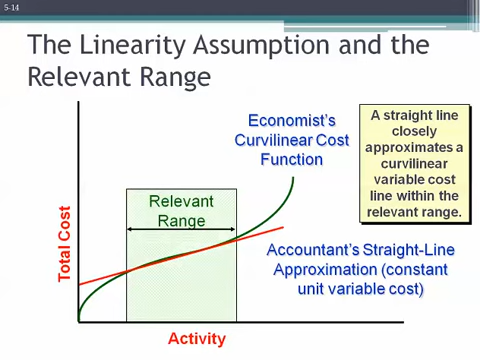 5-14
The Linearity Assumption and the
Relevant Range
Economist's
Curvilinear Cost
Function
A straight line
closely
approximates a
curvilinear
variable cost
line within the
relevant range.
Relevant
Range
Total Cost
Accountant's Straight-Line
Approximation (constant
unit variable cost)
Activity